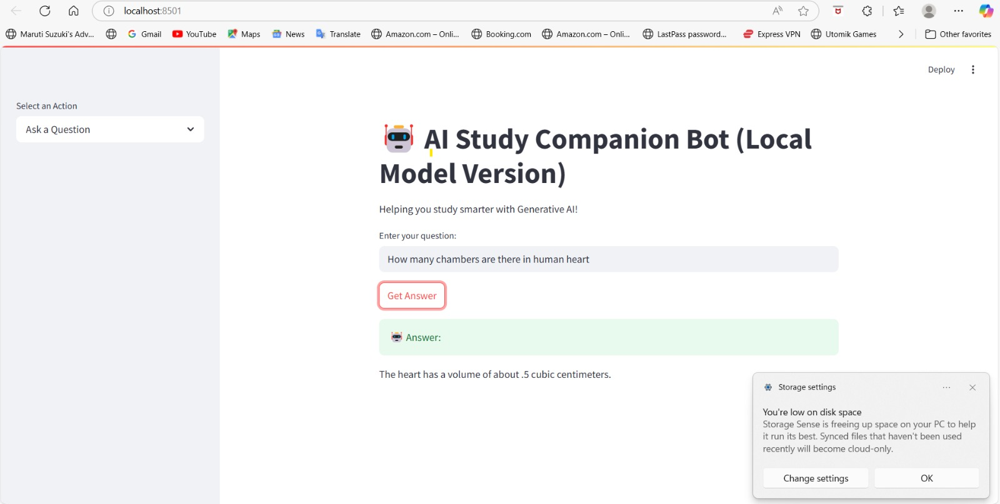 localhost:8501
Maruti Suzuki's Adv...
Gmail
YouTube
Maps
News
Translate
Amazon.com – Onli...
Booking.com
Amazon.com – Onli...
LastPass password...
Express VPN
Utomik Games
Other favorites
Deploy
Select an Action
Ask a Question
AI Study Companion Bot (Local
Model Version)
Helping you study smarter with Generative AI!
Enter your question:
How many chambers are there in human heart
Get Answer
Answer:
The heart has a volume of about .5 cubic centimeters.
Storage settings
You're low on disk space
Storage Sense is freeing up space on your PC to help
it run its best. Synced files that haven't been used
recently will become cloud-only.
Change settings
OK